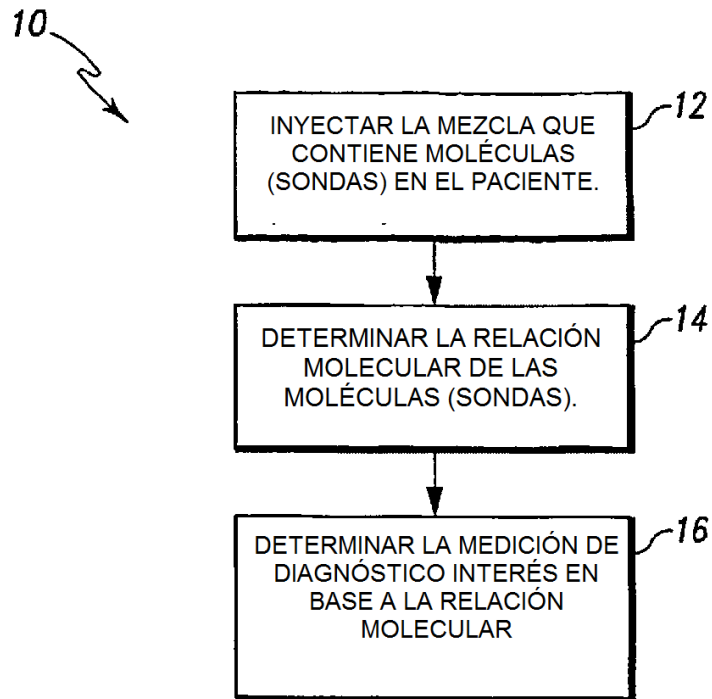 10
INYECTAR LA MEZCLA QUE
CONTIENE MOLÉCULAS
(SONDAS) EN EL PACIENTE.
12
DETERMINAR LA RELACIÓN
MOLECULAR DE LAS
MOLÉCULAS (SONDAS).
14
DETERMINAR LA MEDICIÓN DE
DIAGNÓSTICO INTERÉS EN
BASE A LA RELACIÓN
MOLECULAR
16